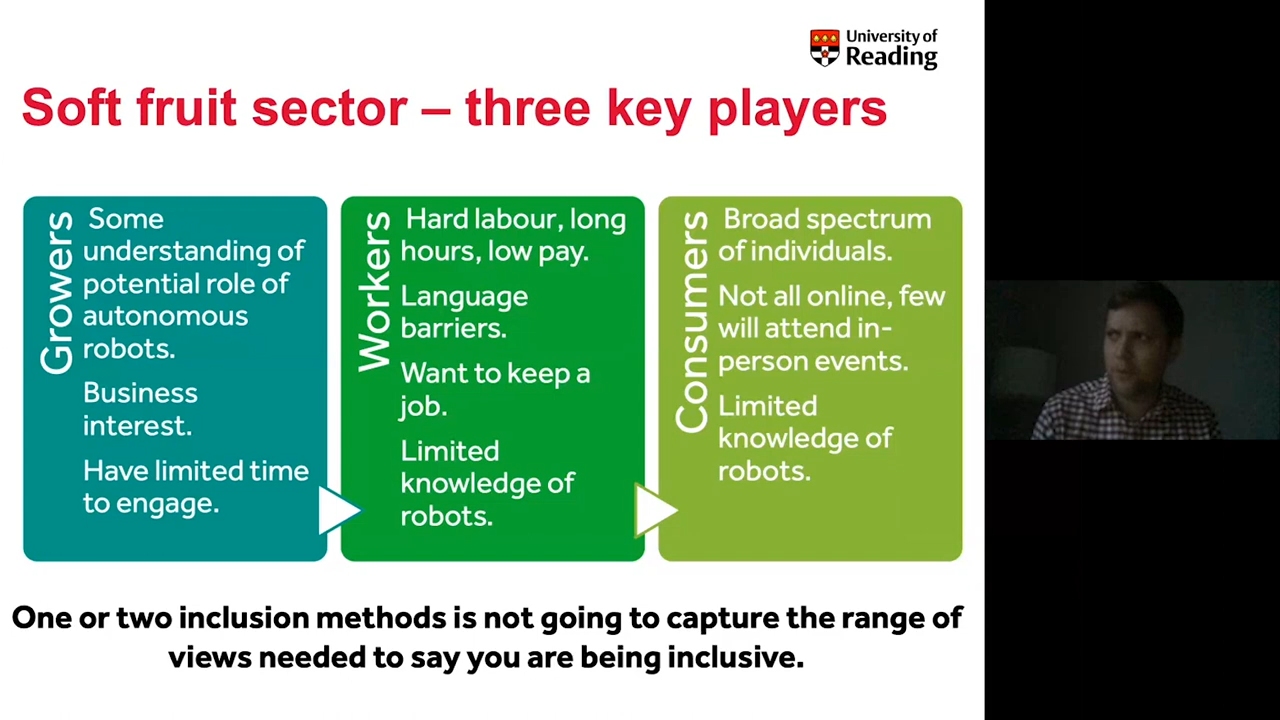 University of
Reading
Soft fruit sector – three key players
Growers
Some
understanding of
potential role of
autonomous
robots.
Business
interest.
Have limited time
to engage.
Workers
Hard labour, long
hours, low pay.
Language
barriers.
Want to keep a
job.
Limited
knowledge of
robots.
Consumers
Broad spectrum
of individuals.
Not all online, few
will attend in-
person events.
Limited
knowledge of
robots.
One or two inclusion methods is not going to capture the range of
views needed to say you are being inclusive.